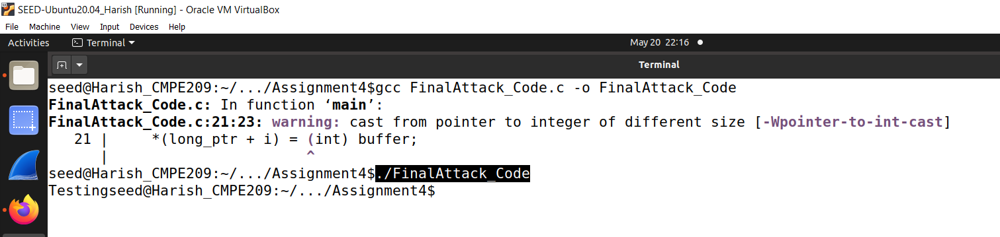 SEED-Ubuntu20.04_Harish [Running] - Oracle VM VirtualBox
File Machine View Input Devices Help
Activities Terminal May 20 22:16
Terminal
seed@Harish_CMPE209:~/.../Assignment4$gcc FinalAttack_Code.c -o FinalAttack_Code
FinalAttack_Code.c: In function ‘main’:
FinalAttack_Code.c:21:23: warning: cast from pointer to integer of different size [-Wpointer-to-int-cast]
   21 |     *(long_ptr + i) = (int) buffer;
      |                       ^
seed@Harish_CMPE209:~/.../Assignment4$./FinalAttack_Code
Testingseed@Harish_CMPE209:~/.../Assignment4$